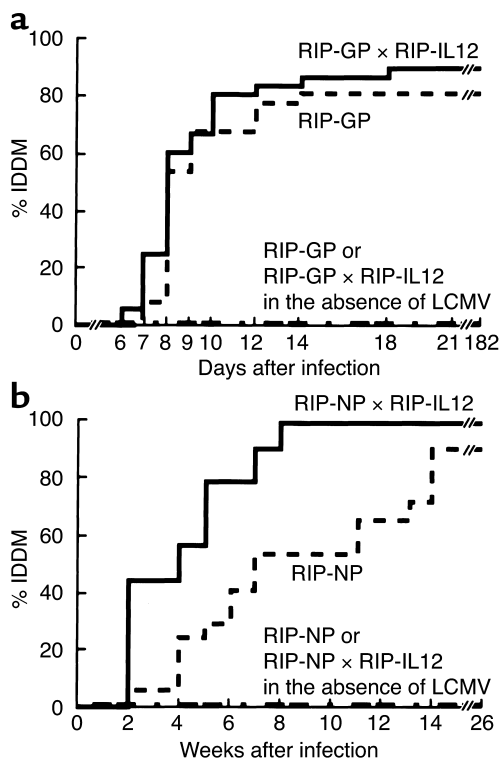 a
100
80
60
40
20
0
% IDDM
RIP-GP × RIP-IL12
RIP-GP
RIP-GP or
RIP-GP × RIP-IL12
in the absence of LCMV
0 6 7 8 9 10 12 14 18 21 182
Days after infection
b
100
80
60
40
20
0
% IDDM
RIP-NP × RIP-IL12
RIP-NP
RIP-NP or
RIP-NP × RIP-IL12
in the absence of LCMV
0 2 4 6 8 10 12 14 26
Weeks after infection